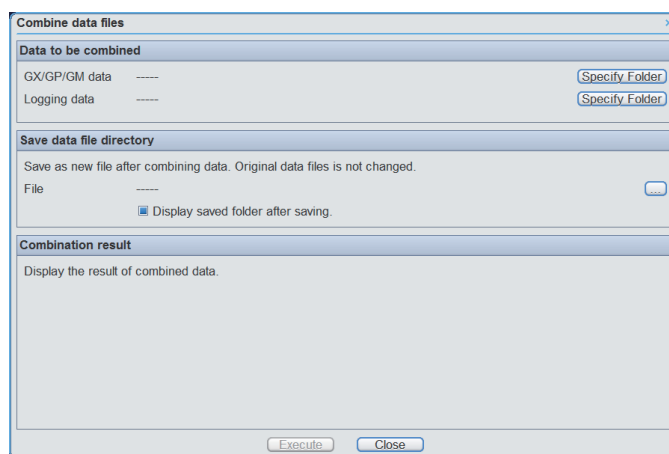 Combine data files
Data to be combined
GX/GP/GM data ----- Specify Folder
Logging data ----- Specify Folder
Save data file directory
Save as new file after combining data. Original data files is not changed.
File ----- ...
Display saved folder after saving.
Combination result
Display the result of combined data.
Execute Close